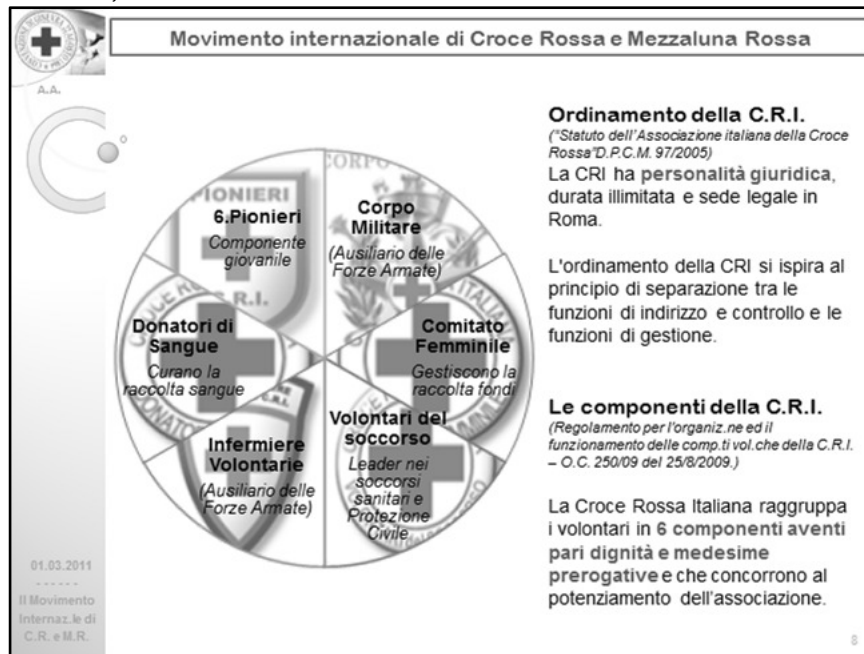 Movimento internazionale di Croce Rossa e Mezzaluna Rossa
A.A.
PIONIERI
6.Pionieri
Componente
giovanile
C.R.I.
CORPO
Corpo
Militare
(Ausiliario delle
Forze Armate)
Donatori di
Sangue
Curano la
raccolta sangue
Comitato
Femminile
Gestiscono la
raccolta fondi
Infermiere
Volontarie
(Ausiliario delle
Forze Armate)
Volontari del
soccorso
Leader nei
soccorsi
sanitari e
Protezione
Civile
Ordinamento della C.R.I.
("Statuto dell'Associazione italiana della Croce
Rossa"D.P.C.M. 97/2005)
La CRI ha personalità giuridica,
durata illimitata e sede legale in
Roma.
L'ordinamento della CRI si ispira al
principio di separazione tra le
funzioni di indirizzo e controllo e le
funzioni di gestione.
Le componenti della C.R.I.
(Regolamento per l'organiz.ne ed il
funzionamento delle comp.ti vol.che della C.R.I.
– O.C. 250/09 del 25/8/2009.)
La Croce Rossa Italiana raggruppa
i volontari in 6 componenti aventi
pari dignità e medesime
prerogative e che concorrono al
potenziamento dell'associazione.
01.03.2011
------
Il Movimento
Internaz.le di
C.R. e M.R.
8